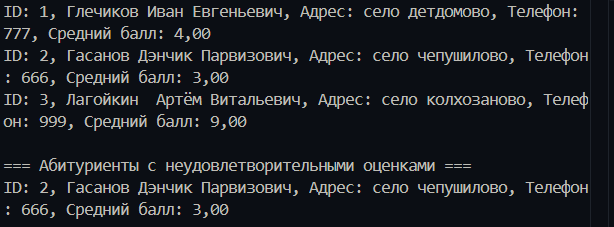 ID: 1, Глечиков Иван Евгеньевич, Адрес: село детдомово, Телефон:
777, Средний балл: 4,00
ID: 2, Гасанов Дэнчик Парвизович, Адрес: село чепушилово, Телефон
: 666, Средний балл: 3,00
ID: 3, Лагойкин  Артём Витальевич, Адрес: село колхозаново, Телеф
он: 999, Средний балл: 9,00
=== Абитуриенты с неудовлетворительными оценками ===
ID: 2, Гасанов Дэнчик Парвизович, Адрес: село чепушилово, Телефон
: 666, Средний балл: 3,00